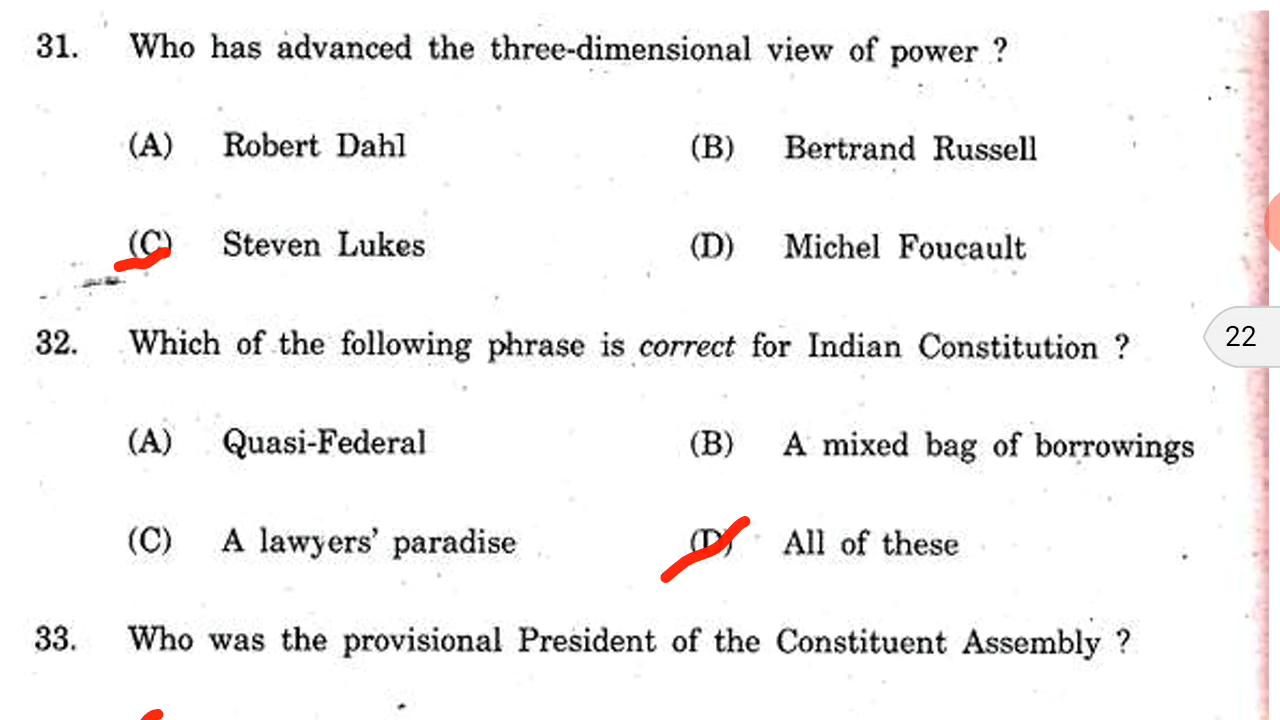 31. Who has advanced the three-dimensional view of power ?
(A) Robert Dahl (B) Bertrand Russell
(C) Steven Lukes (D) Michel Foucault
32. Which of the following phrase is correct for Indian Constitution ?
22
(A) Quasi-Federal (B) A mixed bag of borrowings
(C) A lawyers' paradise (D) All of these
33. Who was the provisional President of the Constituent Assembly ?